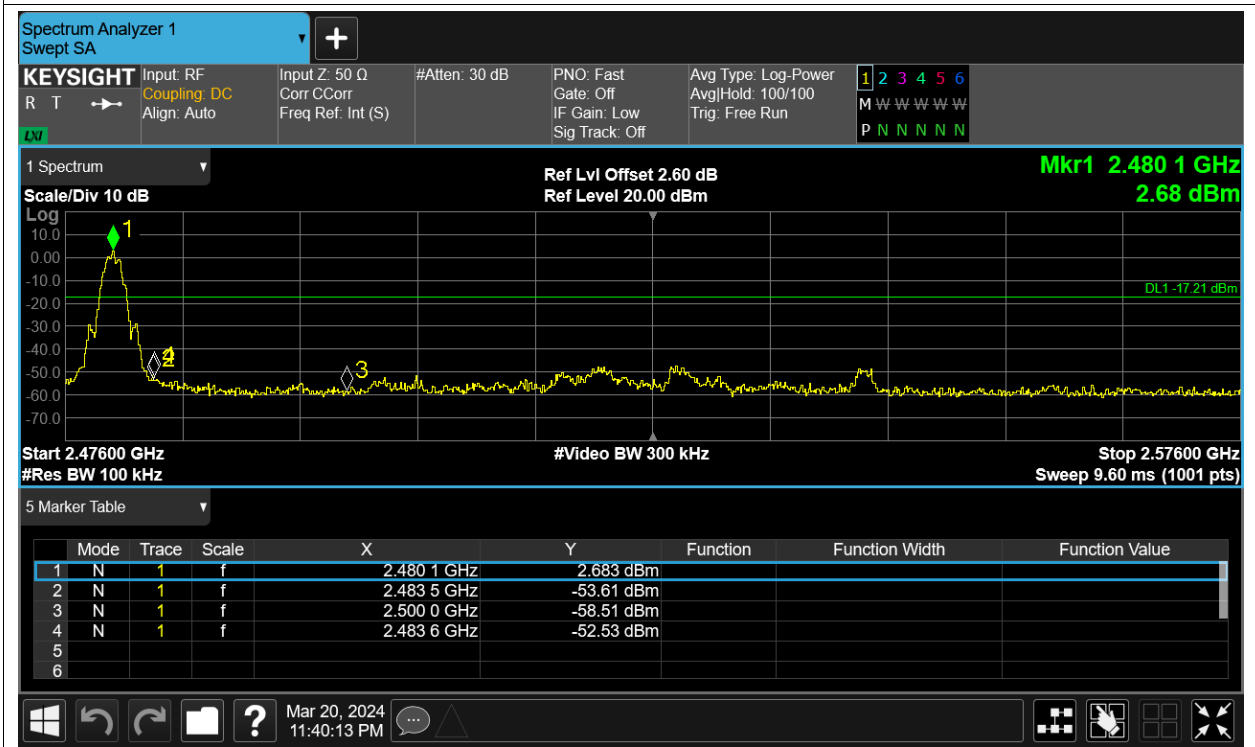 Spectrum Analyzer 1
Swept SA
KEYSIGHT
R T
LXI
Input: RF
Coupling: DC
Align: Auto
Input Z: 50 Ω
Corr CCorr
Freq Ref: Int (S)
#Atten: 30 dB
PNO: Fast
Gate: Off
IF Gain: Low
Sig Track: Off
Avg Type: Log-Power
Avg|Hold: 100/100
Trig: Free Run
1 2 3 4 5 6
M W W W W W
P N N N N N
1 Spectrum
Scale/Div 10 dB
Ref Lvl Offset 2.60 dB
Ref Level 20.00 dBm
Mkr1 2.480 1 GHz
2.68 dBm
Log
10.0
0.00
-10.0
-20.0
-30.0
-40.0
-50.0
-60.0
-70.0
1
DL1 -17.21 dBm
3
Start 2.47600 GHz
#Video BW 300 kHz
Stop 2.57600 GHz
#Res BW 100 kHz
Sweep 9.60 ms (1001 pts)
5 Marker Table
Mode Trace Scale X Y Function Function Width Function Value
1 N 1 f 2.480 1 GHz 2.683 dBm
2 N 1 f 2.483 5 GHz -53.61 dBm
3 N 1 f 2.500 0 GHz -58.51 dBm
4 N 1 f 2.483 6 GHz -52.53 dBm
5
6
?
Mar 20, 2024
11:40:13 PM